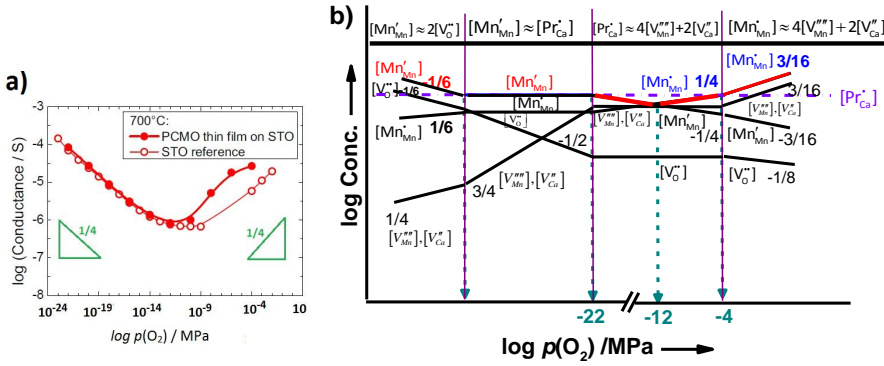 a)
700°C:
PCMO thin film on STO
STO reference
log (Conductance / S)
-3
-4
-5
-6
-7
-8
1/4
1/4
10⁻²⁴
10⁻¹⁹
10⁻¹⁴
10⁻⁹
10⁻⁴
10
log p(O₂) / MPa
b)
[Mn′Mn]≈2[V••O]
[Mn′Mn]≈[Pr•Ca]
[Pr•Ca]≈4[V″″Mn]+2[V″Ca]
[Mn•Mn]≈4[V″″Mn]+2[V″Ca]
log Conc.
[Mn′Mn] -1/6
[V••O] -1/6
[Mn•Mn] 1/6
1/4
[V″″Mn],[V″Ca]
[Mn′Mn]
[Mn•Mn]
[V••O]
-1/2
3/4
[V″″Mn],[V″Ca]
[Mn•Mn] 1/4
[V″″Mn],[V″Ca]
[Mn′Mn]
-1/4
[V••O]
[Mn•Mn] 3/16
3/16
[Pr•Ca]
[V″″Mn],[V″Ca]
[Mn′Mn]
-3/16
[V••O]
-1/8
-22
-12
-4
log p(O₂) /MPa